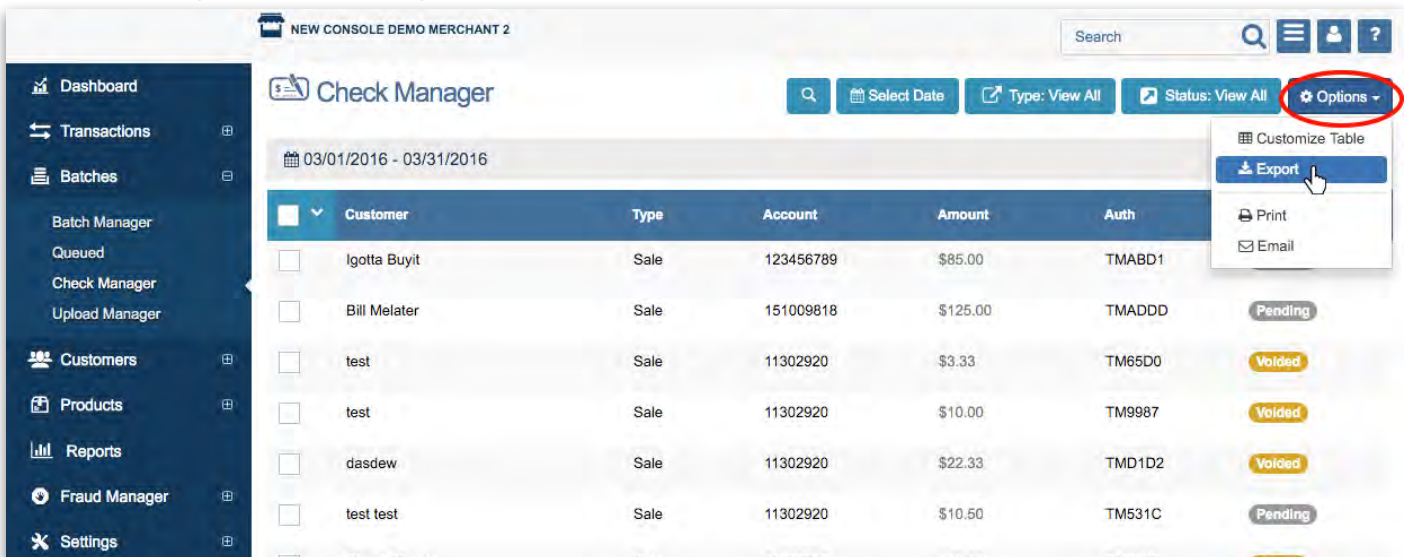 NEW CONSOLE DEMO MERCHANT 2
Search
?
Dashboard
Transactions
Batches
Batch Manager
Queued
Check Manager
Upload Manager
Customers
Products
Reports
Fraud Manager
Settings
Check Manager
Select Date
Type: View All
Status: View All
Options
Customize Table
Export
Print
Email
03/01/2016 - 03/31/2016
Customer Type Account Amount Auth
Igotta Buyit Sale 123456789 $85.00 TMABD1
Bill Melater Sale 151009818 $125.00 TMADDD Pending
test Sale 11302920 $3.33 TM65D0 Voided
test Sale 11302920 $10.00 TM9987 Voided
dasdew Sale 11302920 $22.33 TMD1D2 Voided
test test Sale 11302920 $10.50 TM531C Pending